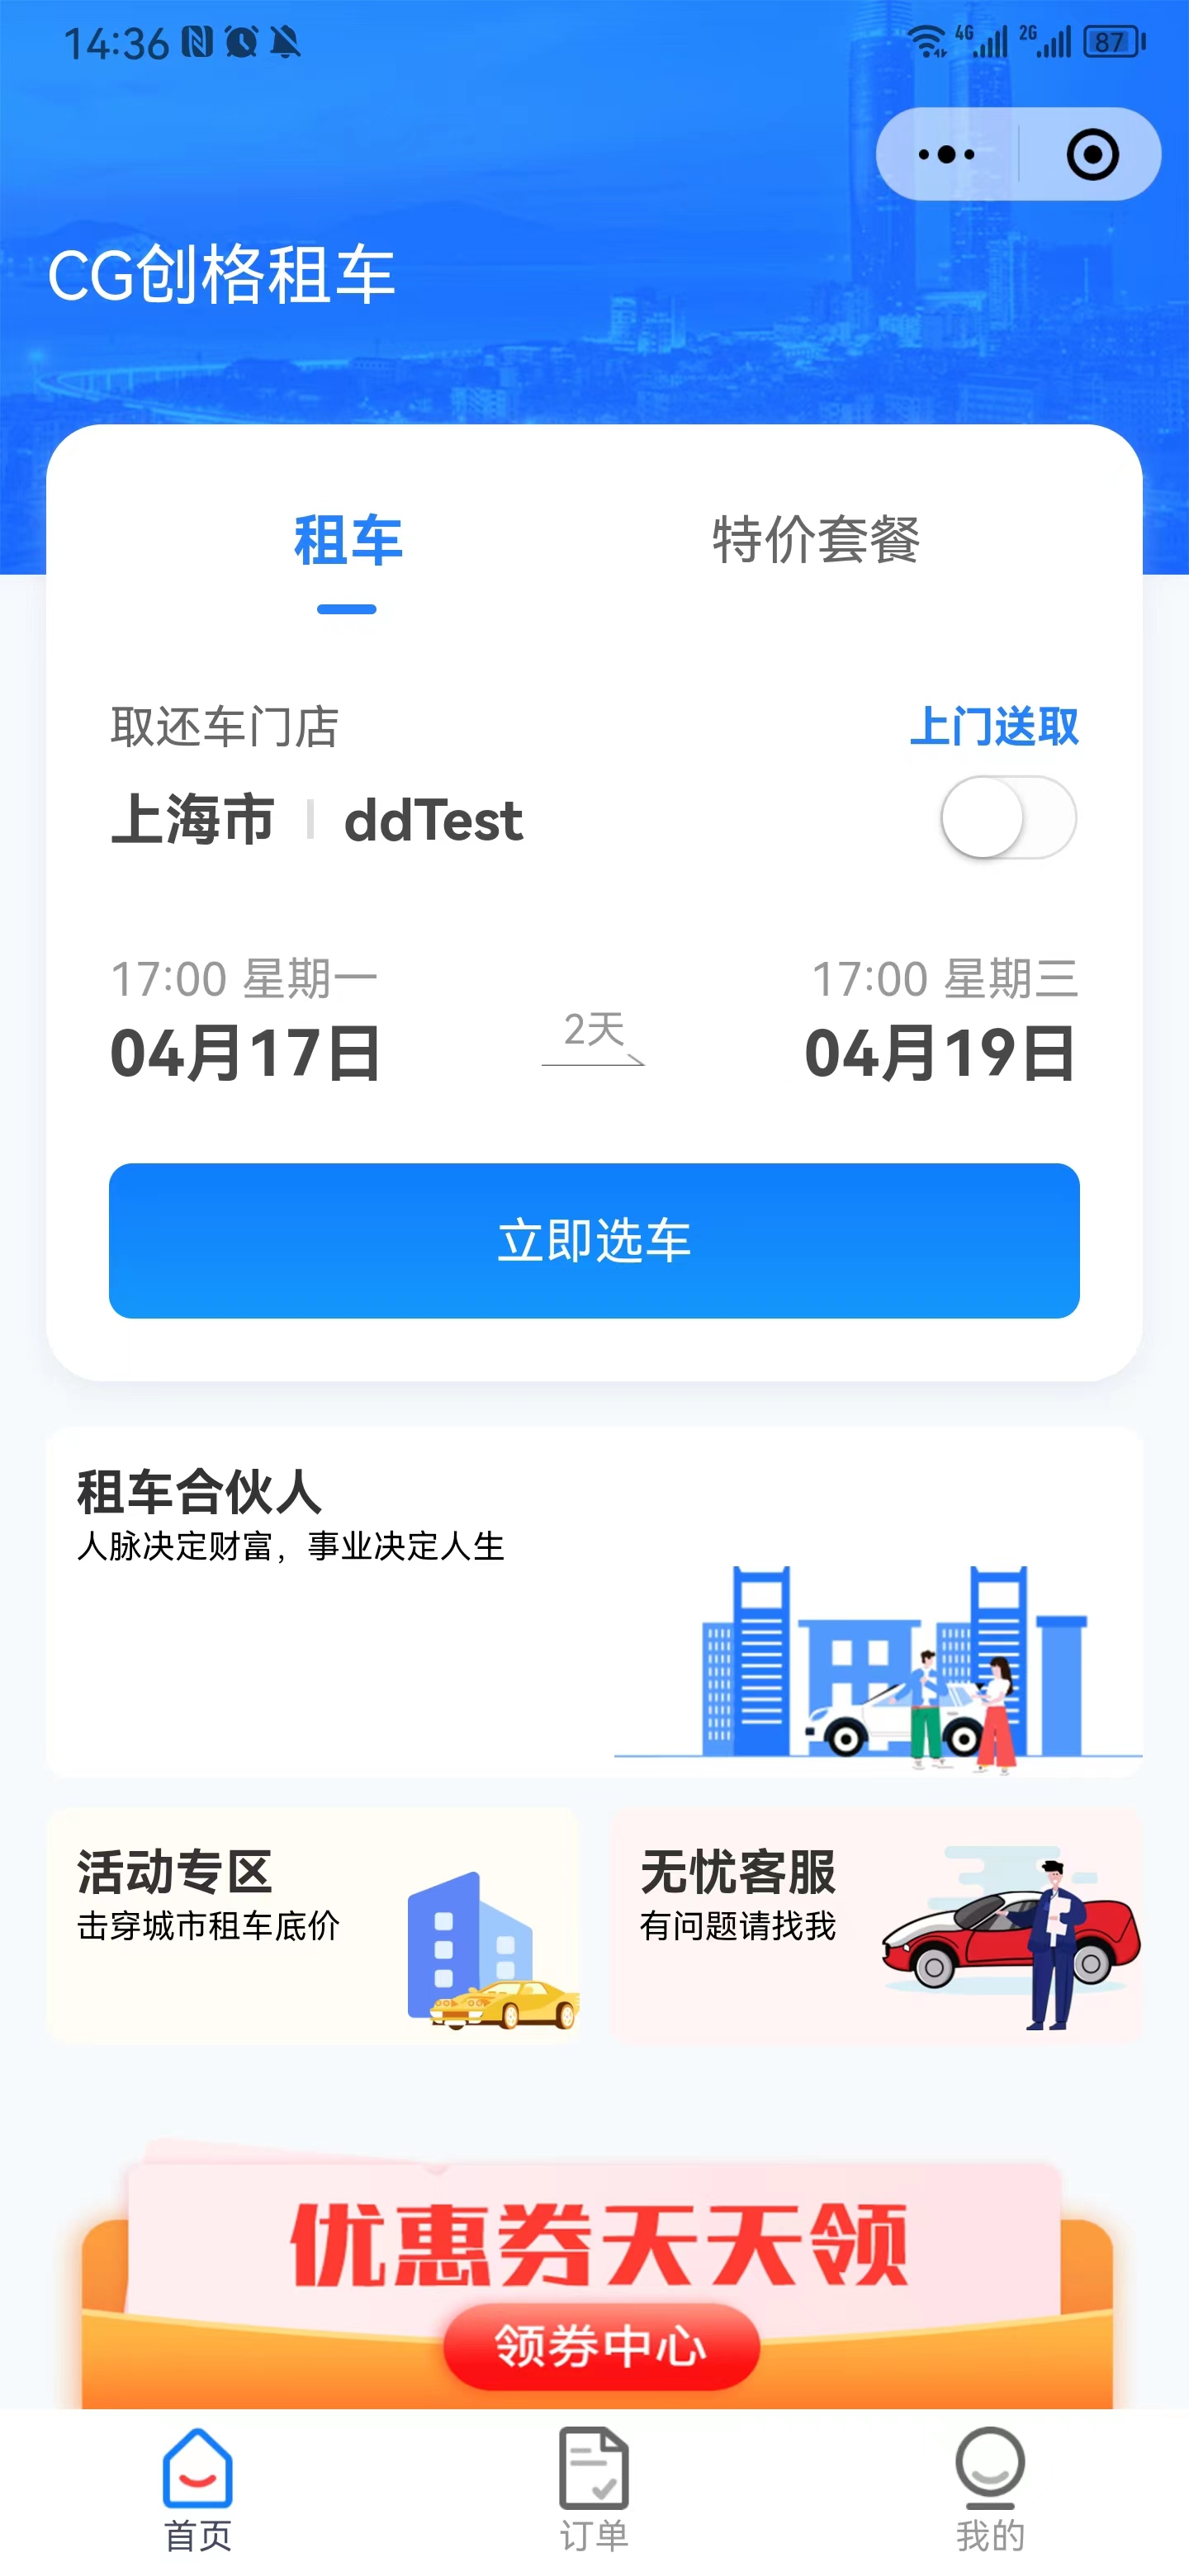 14:36
4G 2G 87
CG创格租车
租车 特价套餐
取还车门店 上门送取
上海市 ddTest
17:00 星期一 17:00 星期三
04月17日 2天 04月19日
立即选车
租车合伙人
人脉决定财富，事业决定人生
活动专区
击穿城市租车底价
无忧客服
有问题请找我
优惠券天天领
领券中心
首页 订单 我的